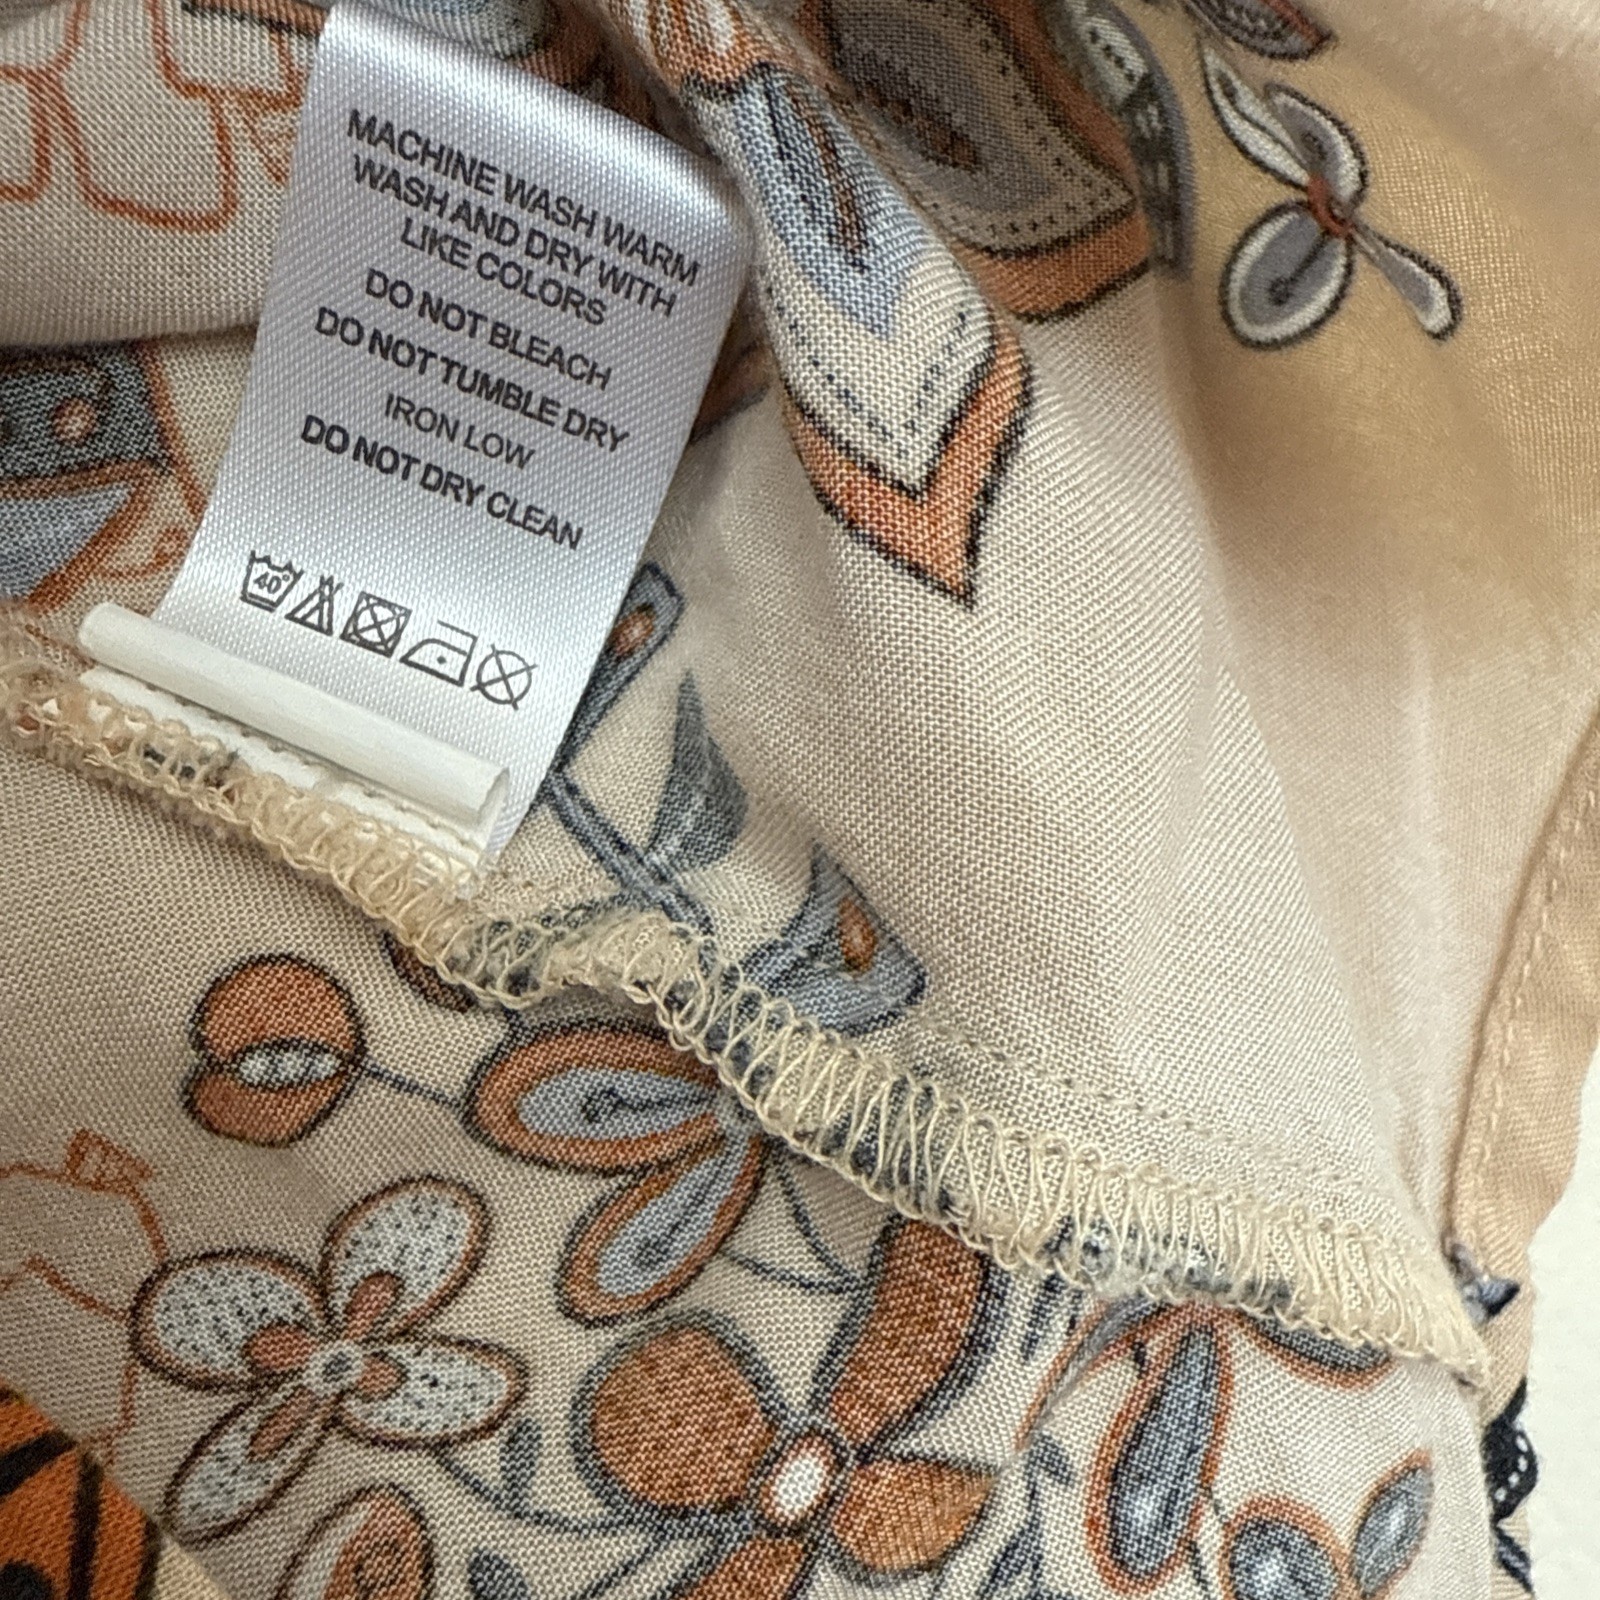 MACHINE WASH WARM
WASH AND DRY WITH
LIKE COLORS
DO NOT BLEACH
DO NOT TUMBLE DRY
IRON LOW
DO NOT DRY CLEAN
40°